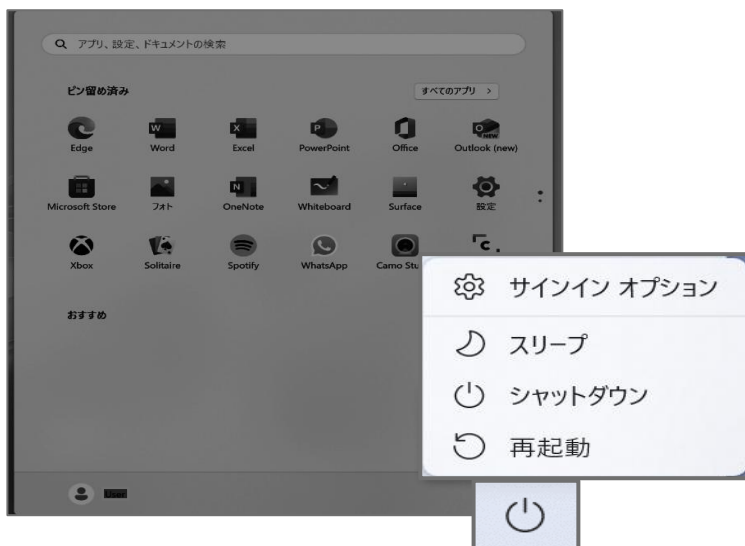 アプリ、設定、ドキュメントの検索
ピン留め済み
すべてのアプリ >
Edge
Word
Excel
PowerPoint
Office
Outlook (new)
Microsoft Store
フォト
OneNote
Whiteboard
Surface
設定
Xbox
Solitaire
Spotify
WhatsApp
Camo Stu
おすすめ
User
サインイン オプション
スリープ
シャットダウン
再起動